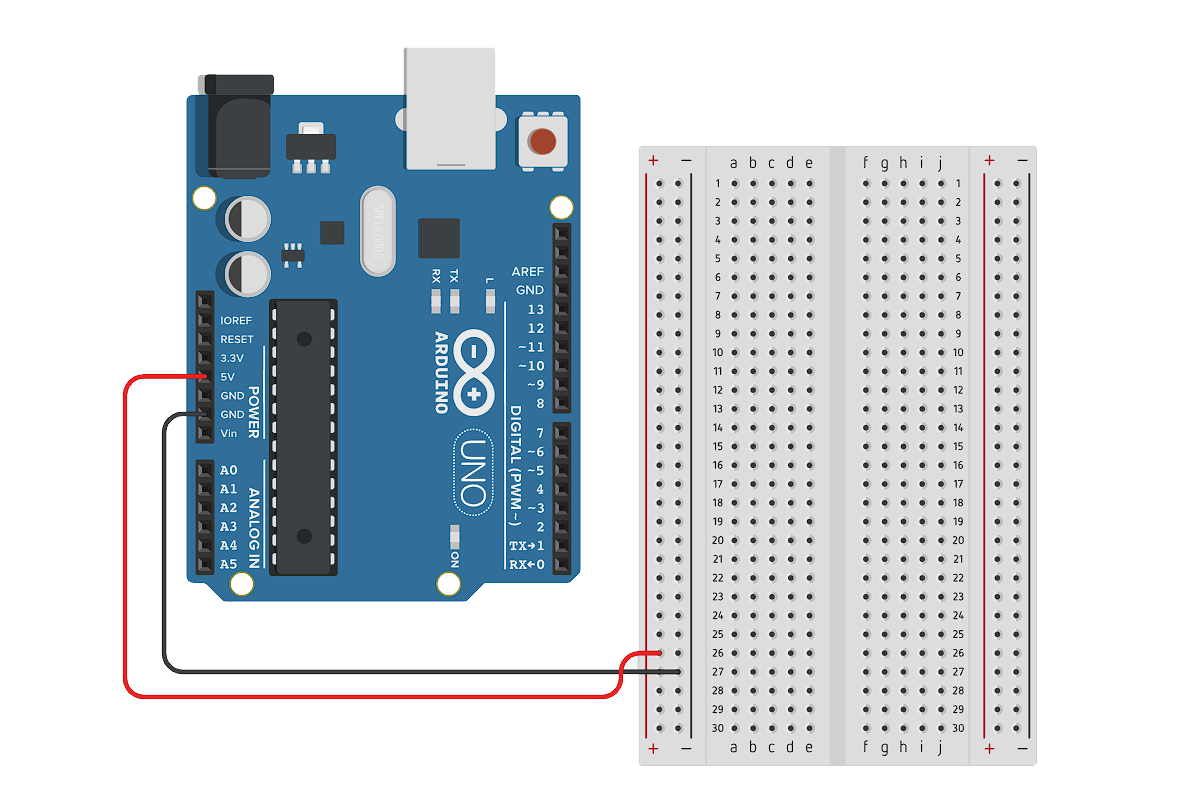 SPK16.000G
RX
TX
L
AREF
GND
13
12
~11
~10
~9
8
7
~6
~5
4
~3
2
TX→1
RX←0
DIGITAL (PWM~)
IOREF
RESET
3.3V
5V
GND
GND
Vin
POWER
A0
A1
A2
A3
A4
A5
ANALOG IN
ARDUINO
UNO
ON
+ − a b c d e f g h i j + −
1 1
2 2
3 3
4 4
5 5
6 6
7 7
8 8
9 9
10 10
11 11
12 12
13 13
14 14
15 15
16 16
17 17
18 18
19 19
20 20
21 21
22 22
23 23
24 24
25 25
26 26
27 27
28 28
29 29
30 30
+ − a b c d e f g h i j + −